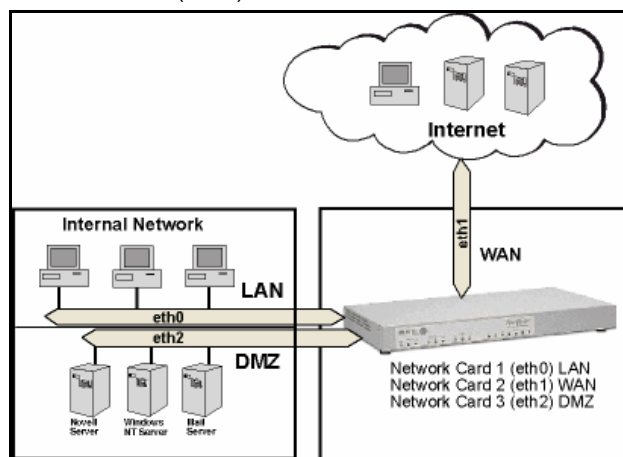 Internet
eth1
WAN
Internal Network
LAN
eth0
eth2
DMZ
Novell
Server
Windows
NT Server
Mail
Server
Network Card 1 (eth0) LAN
Network Card 2 (eth1) WAN
Network Card 3 (eth2) DMZ